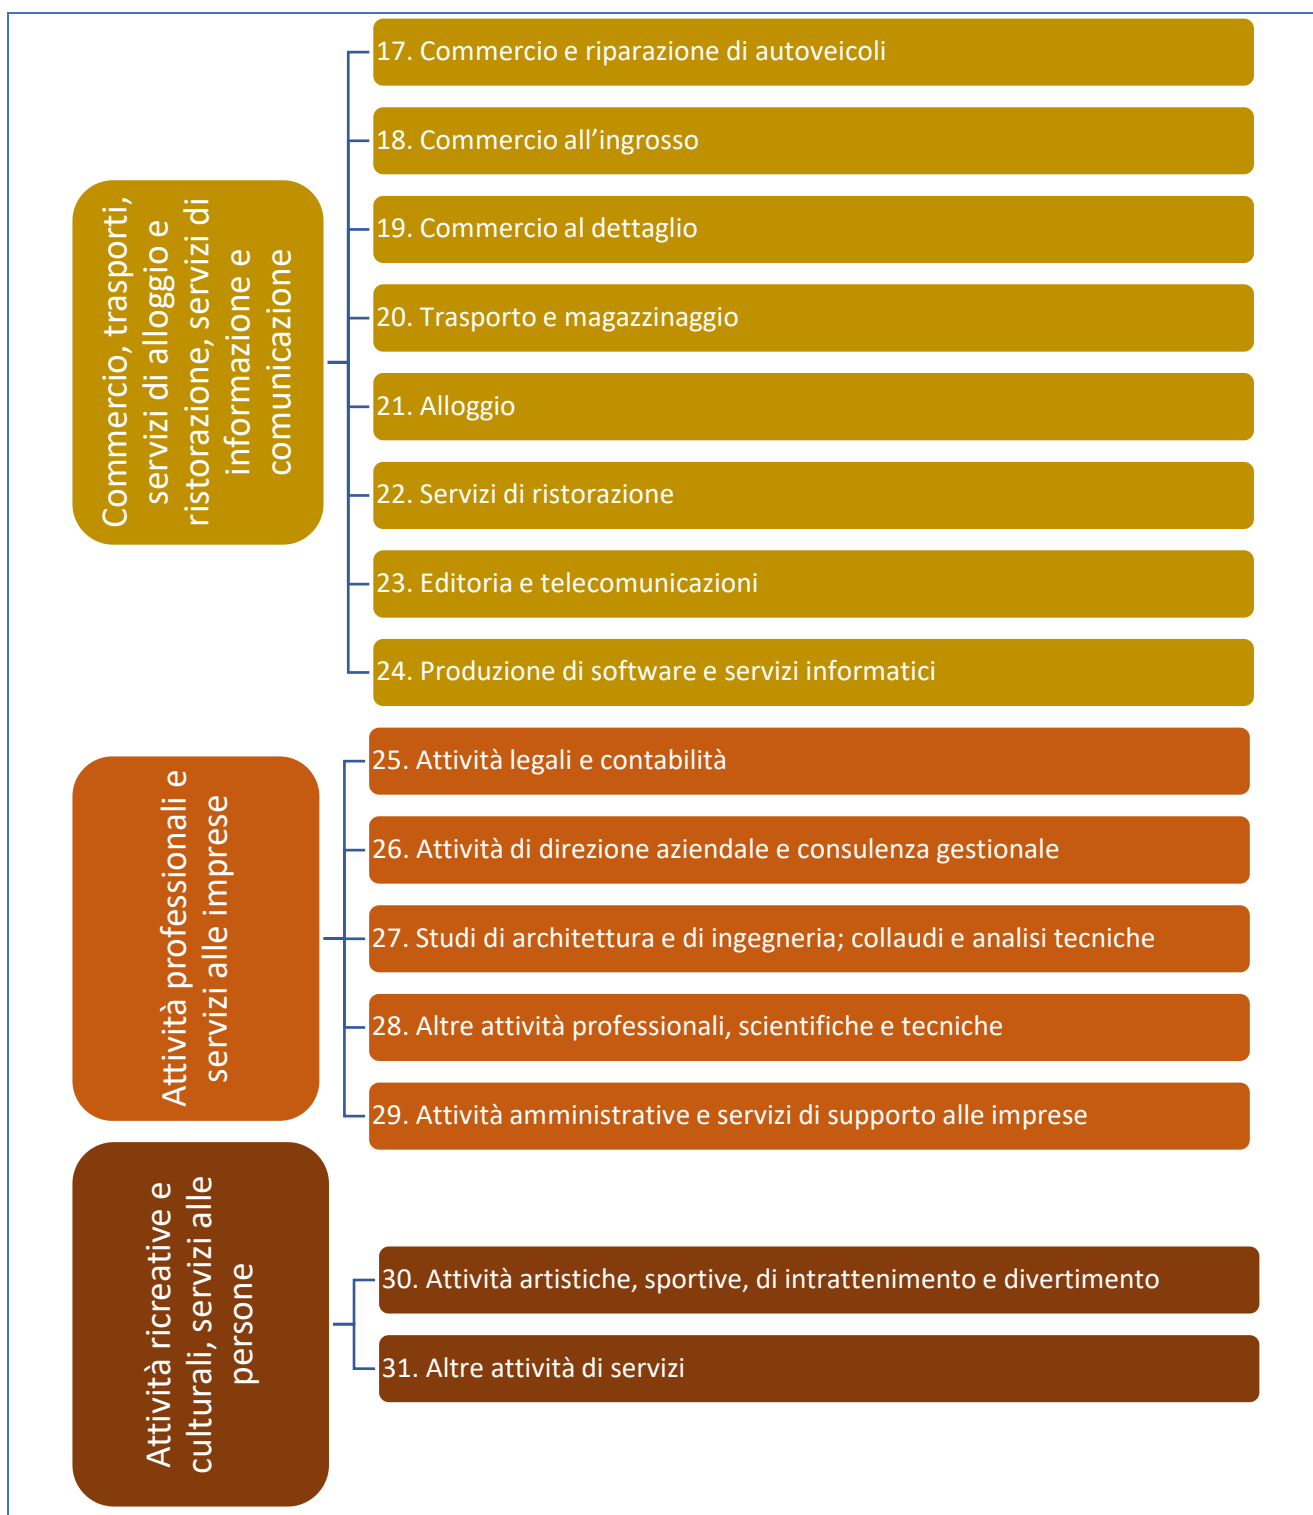 Commercio, trasporti,
servizi di alloggio e
ristorazione, servizi di
informazione e
comunicazione
17. Commercio e riparazione di autoveicoli
18. Commercio all’ingrosso
19. Commercio al dettaglio
20. Trasporto e magazzinaggio
21. Alloggio
22. Servizi di ristorazione
23. Editoria e telecomunicazioni
24. Produzione di software e servizi informatici
Attività professionali e
servizi alle imprese
25. Attività legali e contabilità
26. Attività di direzione aziendale e consulenza gestionale
27. Studi di architettura e di ingegneria; collaudi e analisi tecniche
28. Altre attività professionali, scientifiche e tecniche
29. Attività amministrative e servizi di supporto alle imprese
Attività ricreative e
culturali, servizi alle
persone
30. Attività artistiche, sportive, di intrattenimento e divertimento
31. Altre attività di servizi